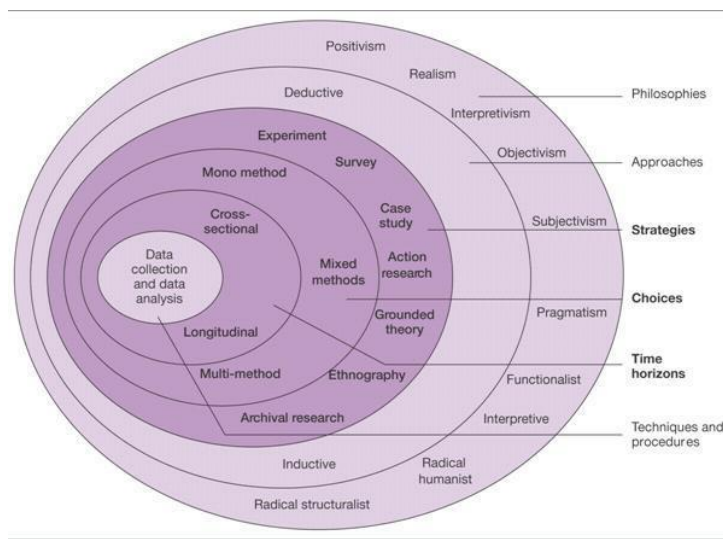 Positivism
Realism
Philosophies
Deductive
Interpretivism
Experiment
Objectivism
Survey
Approaches
Mono method
Case
study
Cross-
sectional
Subjectivism
Strategies
Data
collection
and data
analysis
Mixed
methods
Action
research
Choices
Grounded
theory
Pragmatism
Longitudinal
Time
horizons
Multi-method
Ethnography
Functionalist
Archival research
Interpretive
Techniques and
procedures
Inductive
Radical
humanist
Radical structuralist